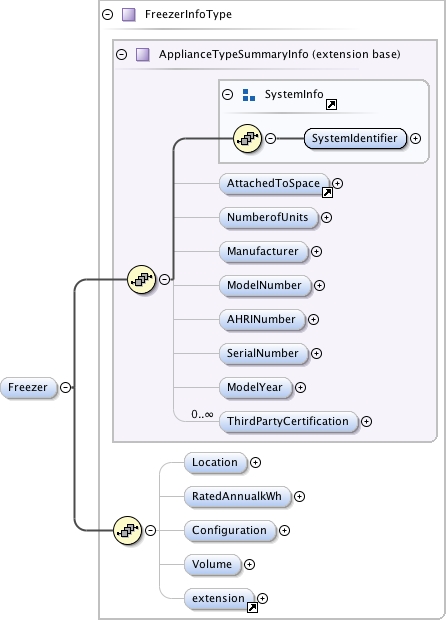 FreezerInfoType
ApplianceTypeSummaryInfo (extension base)
SystemInfo
SystemIdentifier
AttachedToSpace
NumberofUnits
Manufacturer
ModelNumber
AHRINumber
SerialNumber
ModelYear
0..∞
ThirdPartyCertification
Freezer
Location
RatedAnnualkWh
Configuration
Volume
extension